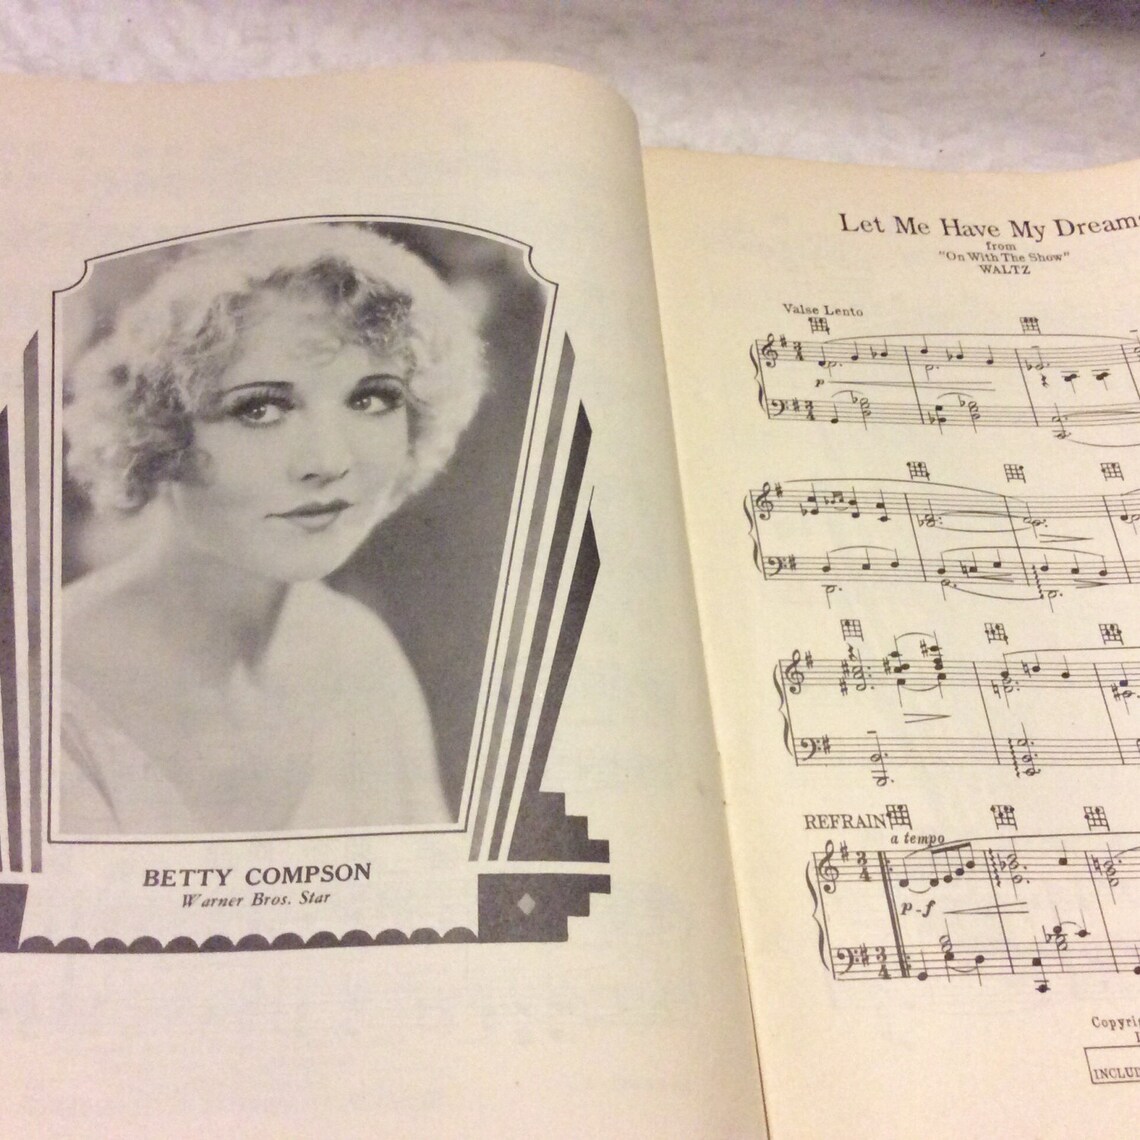 BETTY COMPSON
Warner Bros. Star
Let Me Have My Dreams
from
"On With The Show"
WALTZ
Valse Lento
p
REFRAIN
a tempo
p-f